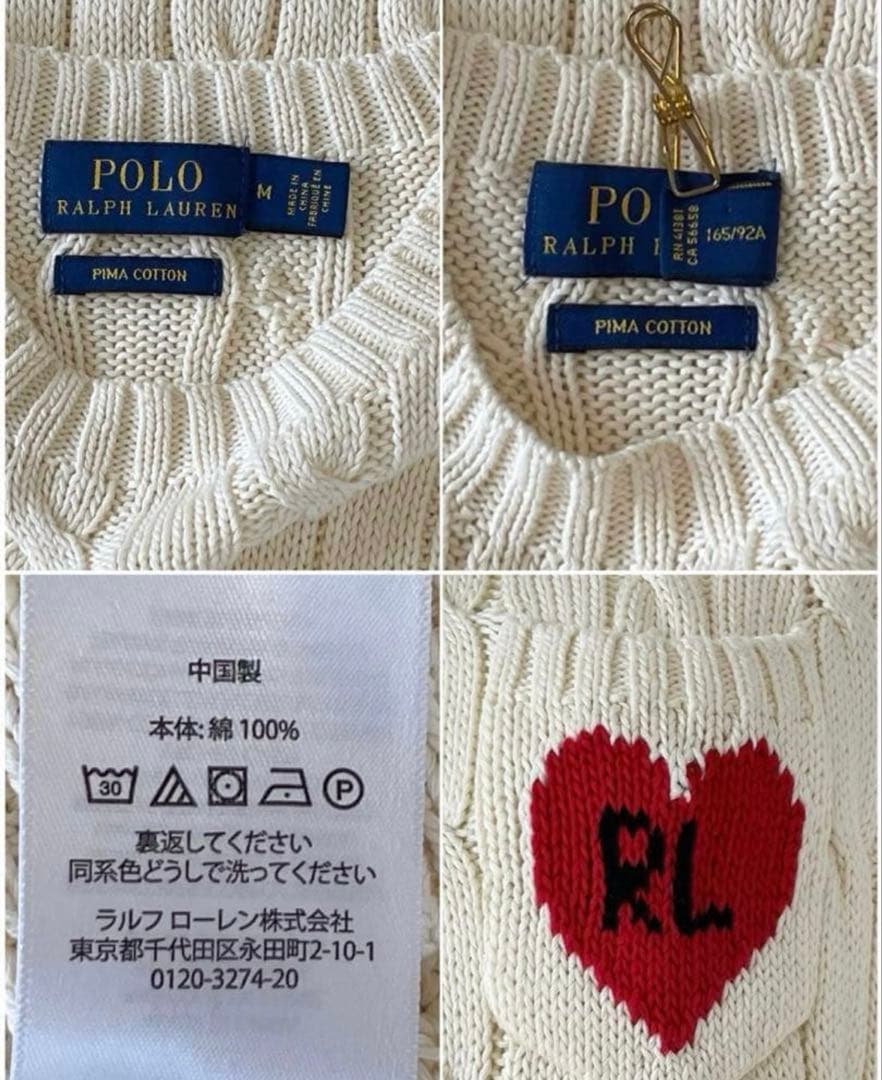 POLO
RALPH LAUREN
M
MADE IN
CHINA
FABRIQUÉ EN
CHINE
PIMA COTTON
PO
RALPH
RN 41381
CA 56658
165/92A
PIMA COTTON
中国製
本体: 綿 100%
30
P
裏返してください
同系色どうしで洗ってください
ラルフ ローレン株式会社
東京都千代田区永田町2-10-1
0120-3274-20
RL